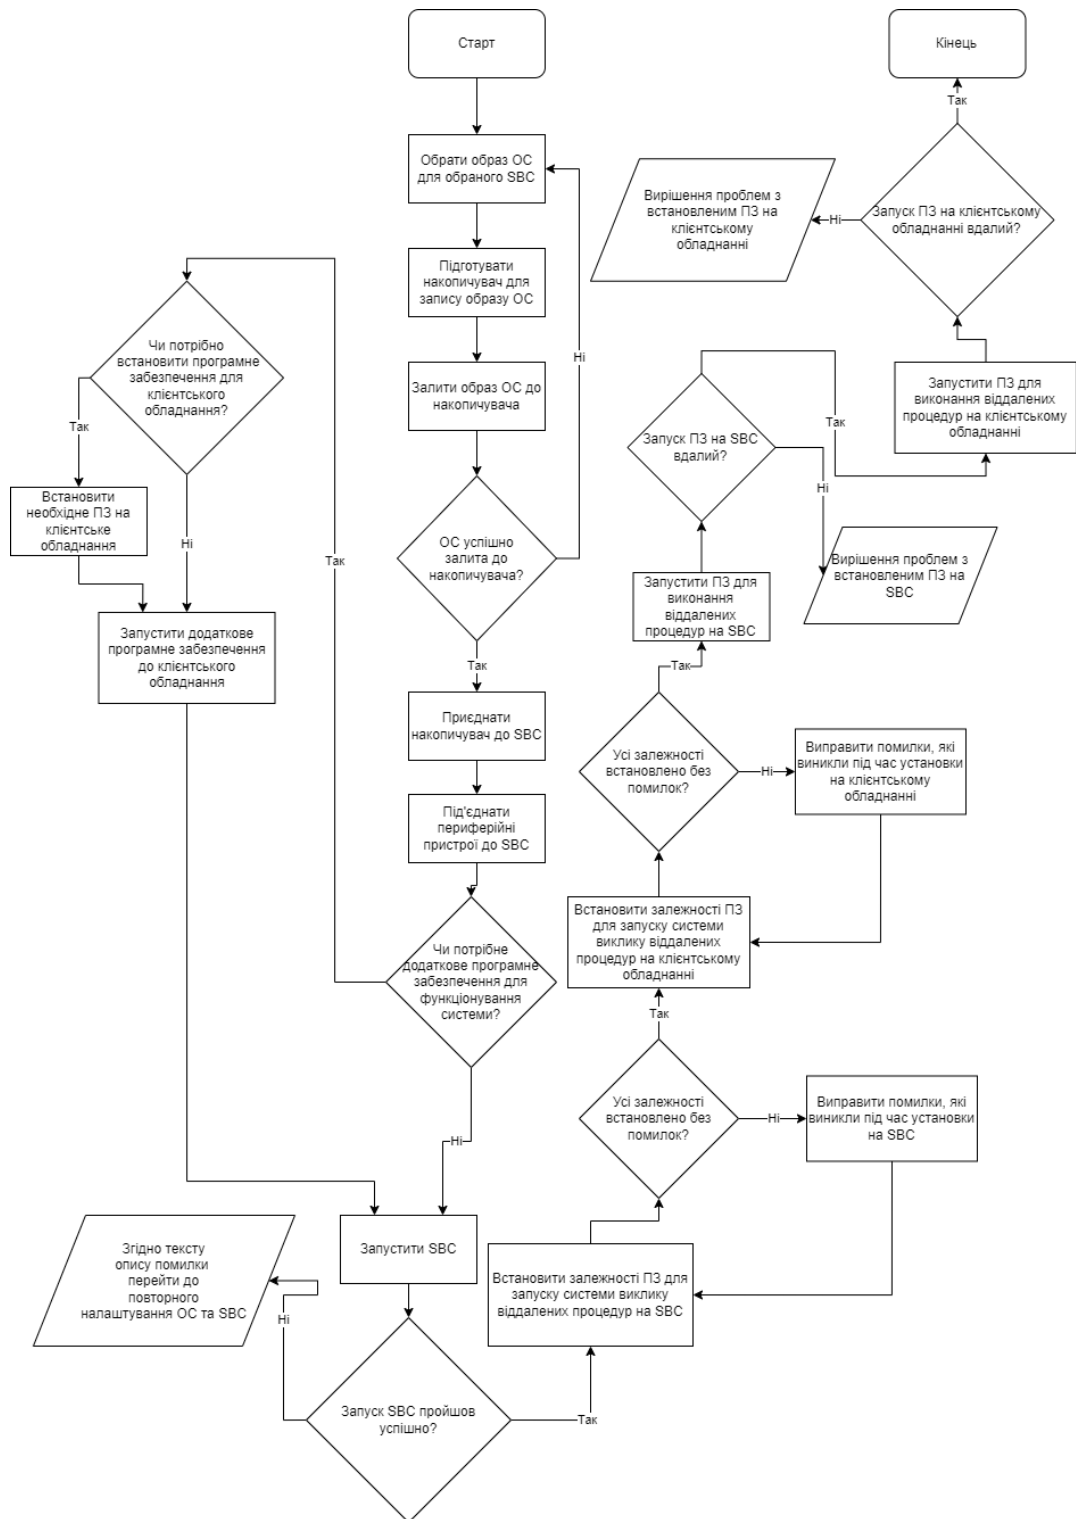 Старт
Обрати образ ОС
для обраного SBC
Підготувати
накопичувач для
запису образу ОС
Залити образ ОС до
накопичувача
Ні
ОС успішно
залита до
накопичувача?
Так
Приєднати
накопичувач до SBC
Під'єднати
периферійні
пристрої до SBC
Чи потрібне
додаткове програмне
забезпечення для
функціонування
системи?
Так
Ні
Чи потрібно
встановити програмне
забезпечення для
клієнтського
обладнання?
Так
Встановити
необхідне ПЗ на
клієнтське
обладнання
Ні
Запустити додаткове
програмне забезпечення
до клієнтського
обладнання
Запустити SBC
Запуск SBC пройшов
успішно?
Ні
Згідно тексту
опису помилки
перейти до
повторного
налаштування ОС та SBC
Так
Встановити залежності ПЗ для
запуску системи виклику
віддалених процедур на SBC
Усі залежності
встановлено без
помилок?
Ні
Виправити помилки, які
виникли під час установки
на SBC
Так
Встановити залежності ПЗ
для запуску системи
виклику віддалених
процедур на клієнтському
обладнанні
Усі залежності
встановлено без
помилок?
Ні
Виправити помилки, які
виникли під час установки
на клієнтському
обладнанні
Так
Запустити ПЗ для
виконання
віддалених
процедур на SBC
Запуск ПЗ на SBC
вдалий?
Ні
Вирішення проблем з
встановленим ПЗ на
SBC
Так
Запустити ПЗ для
виконання віддалених
процедур на клієнтському
обладнанні
Запуск ПЗ на клієнтському
обладнанні вдалий?
Ні
Вирішення проблем з
встановленим ПЗ на
клієнтському
обладнанні
Так
Кінець